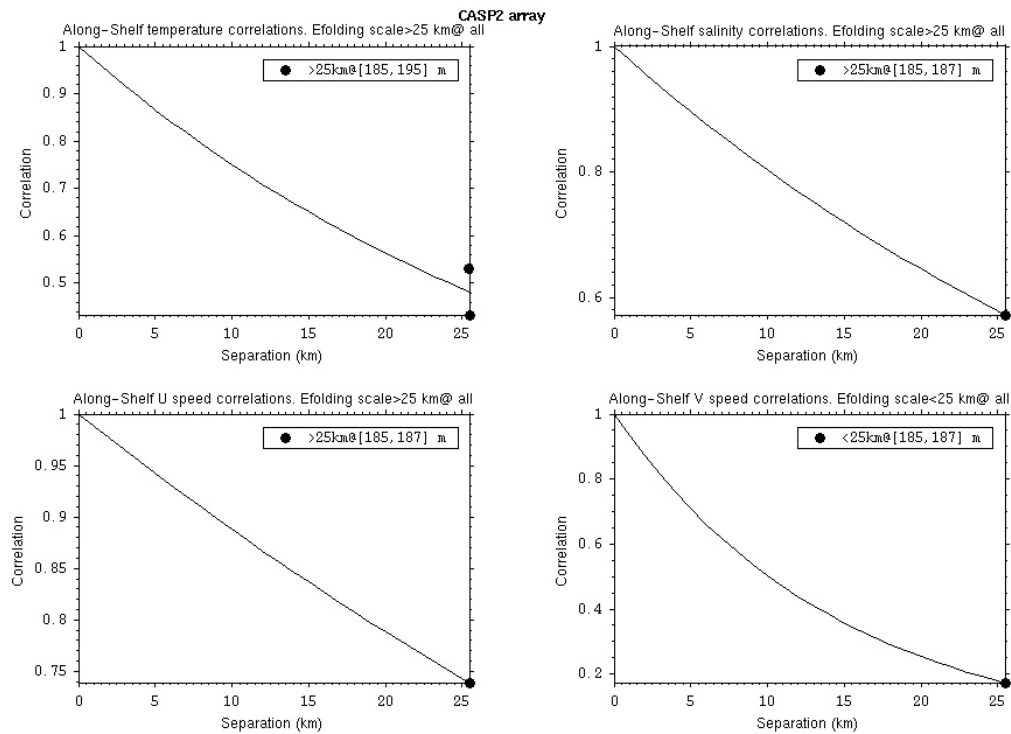 CASP2 array
Along-Shelf temperature correlations. Efolding scale>25 km@ all
1
0.9
0.8
0.7
0.6
0.5
Correlation
>25km@[185,195] m
0 5 10 15 20 25
Separation (km)
Along-Shelf salinity correlations. Efolding scale>25 km@ all
1
0.8
0.6
Correlation
>25km@[185,187] m
0 5 10 15 20 25
Separation (km)
Along-Shelf U speed correlations. Efolding scale>25 km@ all
1
0.95
0.9
0.85
0.8
0.75
Correlation
>25km@[185,187] m
0 5 10 15 20 25
Separation (km)
Along-Shelf V speed correlations. Efolding scale<25 km@ all
1
0.8
0.6
0.4
0.2
Correlation
<25km@[185,187] m
0 5 10 15 20 25
Separation (km)